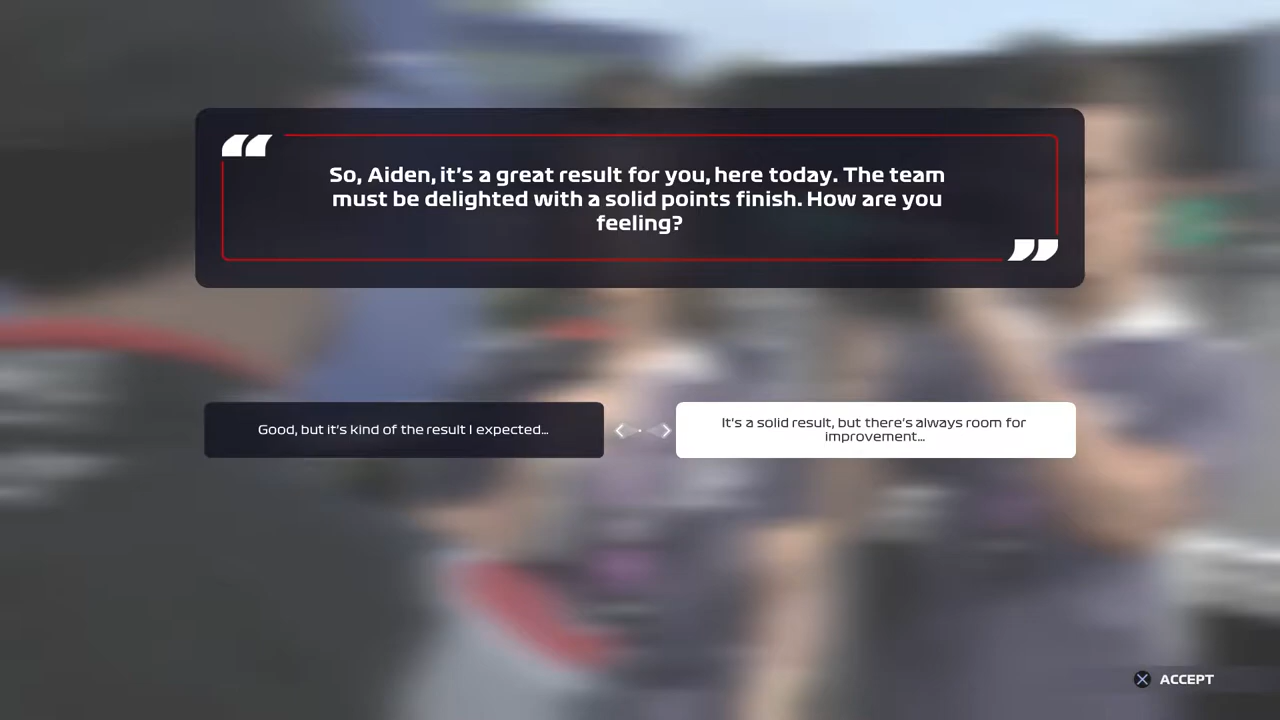 So, Aiden, it's a great result for you, here today. The team
must be delighted with a solid points finish. How are you
feeling?
Good, but it's kind of the result I expected...
It's a solid result, but there's always room for
improvement...
ACCEPT